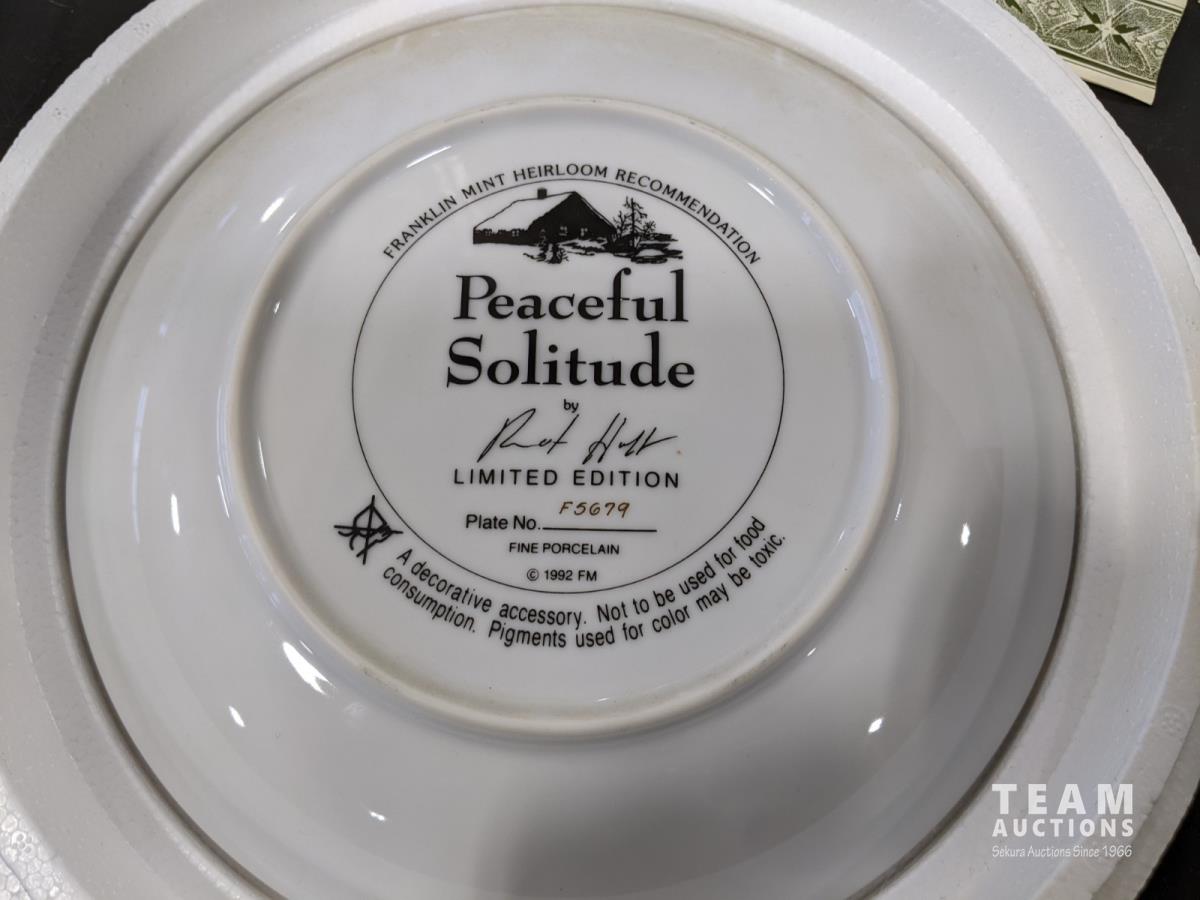 FRANKLIN MINT HEIRLOOM RECOMMENDATION
Peaceful
Solitude
by
LIMITED EDITION
Plate No. F5679
FINE PORCELAIN
© 1992 FM
A decorative accessory. Not to be used for food
consumption. Pigments used for color may be toxic.
TEAM
AUCTIONS
Sekura Auctions Since 1966